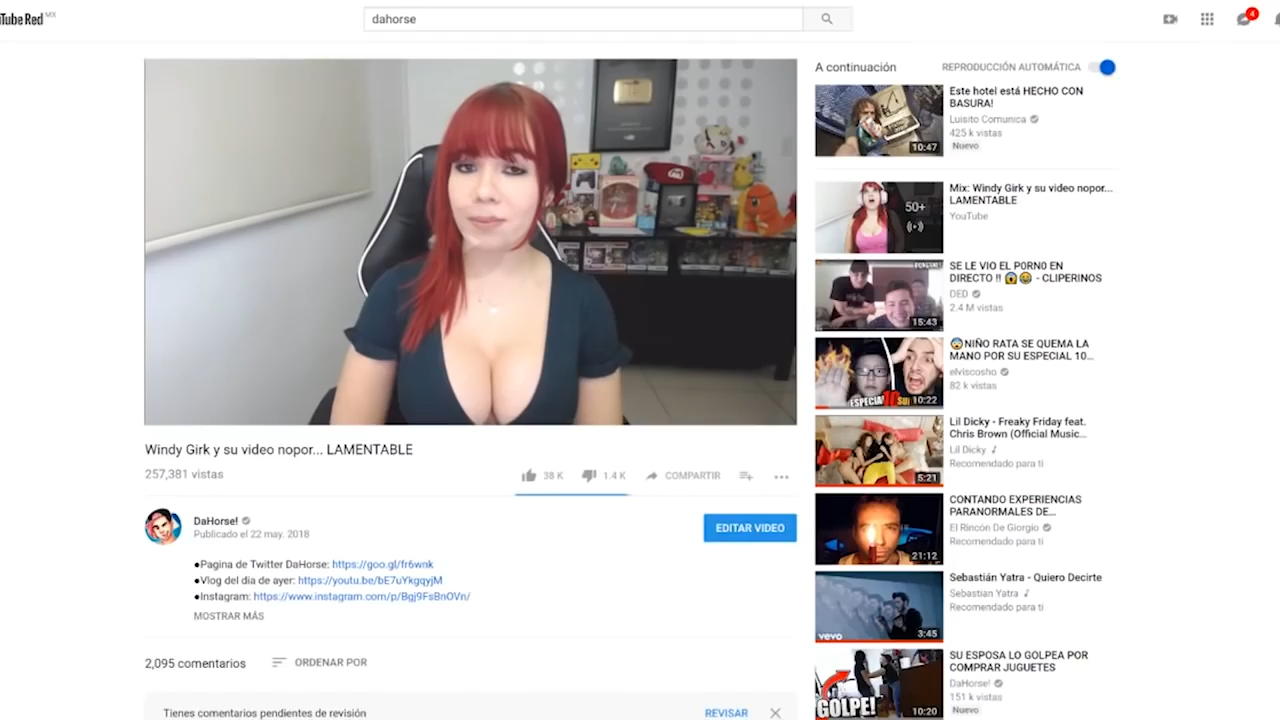 uTube Red MX
dahorse
4
Windy Girk y su video nopor... LAMENTABLE
257,381 vistas
38 K
1.4 K
COMPARTIR
DaHorse!
Publicado el 22 may. 2018
EDITAR VIDEO
●Pagina de Twitter DaHorse: https://goo.gl/fr6wnk
●Vlog del dia de ayer: https://youtu.be/bE7uYkgqyjM
●Instagram: https://www.instagram.com/p/Bgj9FsBnOVn/
MOSTRAR MÁS
2,095 comentarios
ORDENAR POR
Tienes comentarios pendientes de revisión
REVISAR
A continuación
REPRODUCCIÓN AUTOMÁTICA
10:47
Este hotel está HECHO CON
BASURA!
Luisito Comunica
425 k vistas
Nuevo
50+
Mix: Windy Girk y su video nopor...
LAMENTABLE
YouTube
15:43
SE LE VIO EL P0RN0 EN
DIRECTO !! 😱😂 - CLIPERINOS
DED
2.4 M vistas
ESPECIAL 10
10:22
😨NIÑO RATA SE QUEMA LA
MANO POR SU ESPECIAL 10...
elviscosho
82 k vistas
5:21
Lil Dicky - Freaky Friday feat.
Chris Brown (Official Music...
Lil Dicky
Recomendado para ti
21:12
CONTANDO EXPERIENCIAS
PARANORMALES DE...
El Rincón De Giorgio
Recomendado para ti
vevo
3:45
Sebastián Yatra - Quiero Decirte
Sebastian Yatra
Recomendado para ti
GOLPE!
10:20
SU ESPOSA LO GOLPEA POR
COMPRAR JUGUETES
DaHorse!
151 k vistas
Nuevo